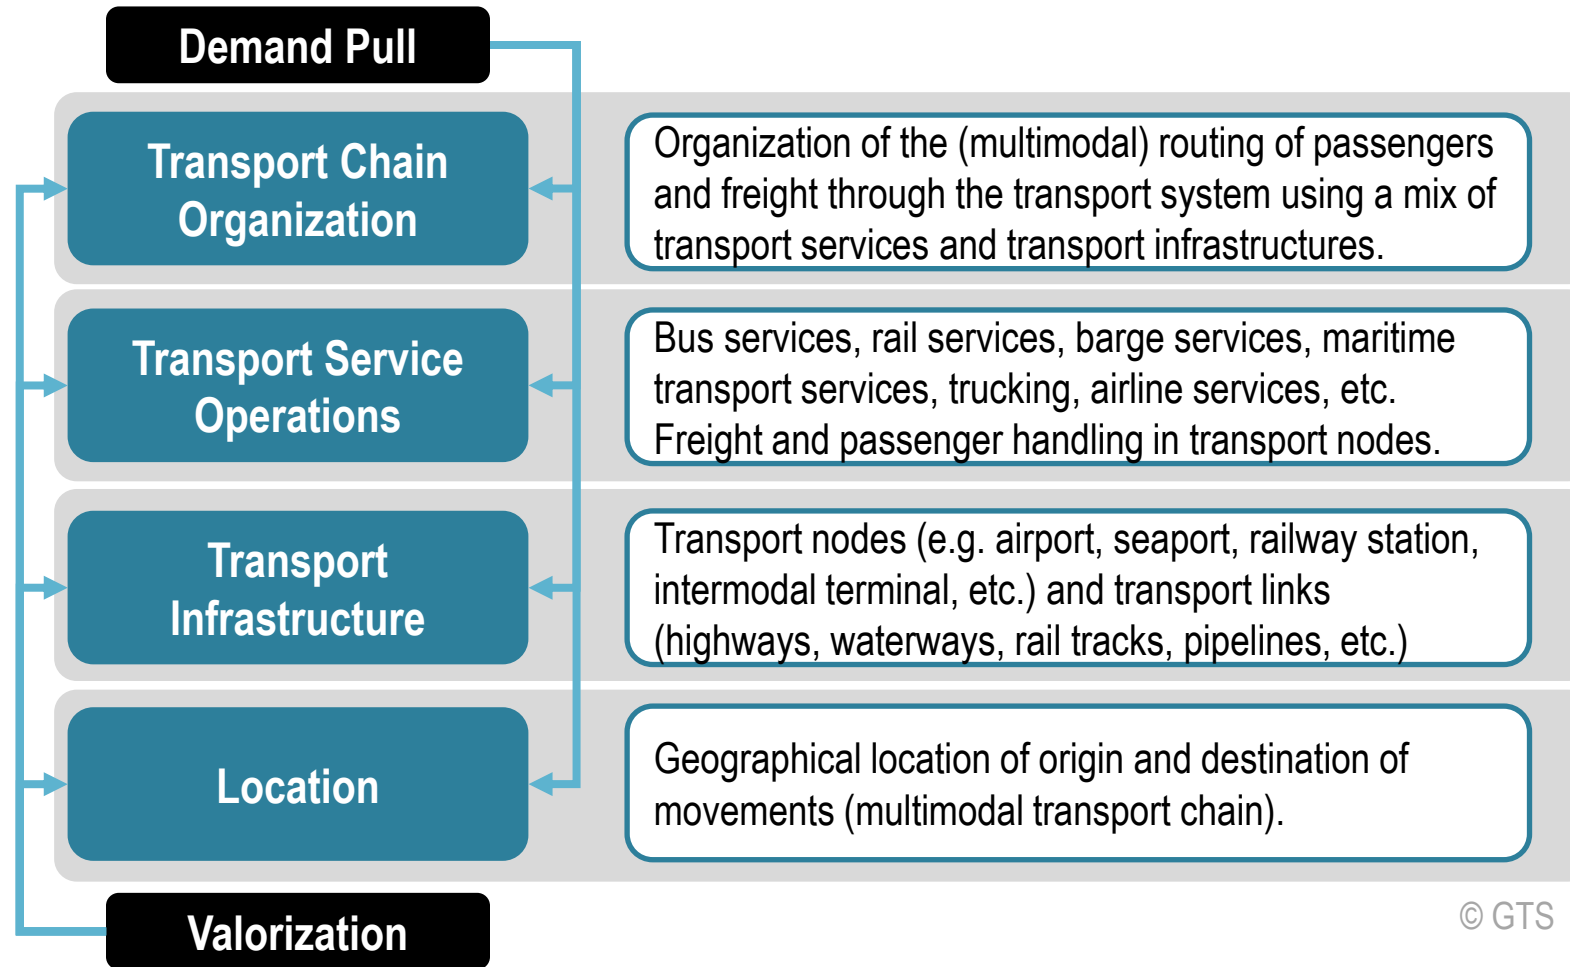 Demand Pull
Transport Chain
Organization
Organization of the (multimodal) routing of passengers
and freight through the transport system using a mix of
transport services and transport infrastructures.
Transport Service
Operations
Bus services, rail services, barge services, maritime
transport services, trucking, airline services, etc.
Freight and passenger handling in transport nodes.
Transport
Infrastructure
Transport nodes (e.g. airport, seaport, railway station,
intermodal terminal, etc.) and transport links
(highways, waterways, rail tracks, pipelines, etc.)
Location
Geographical location of origin and destination of
movements (multimodal transport chain).
Valorization
© GTS